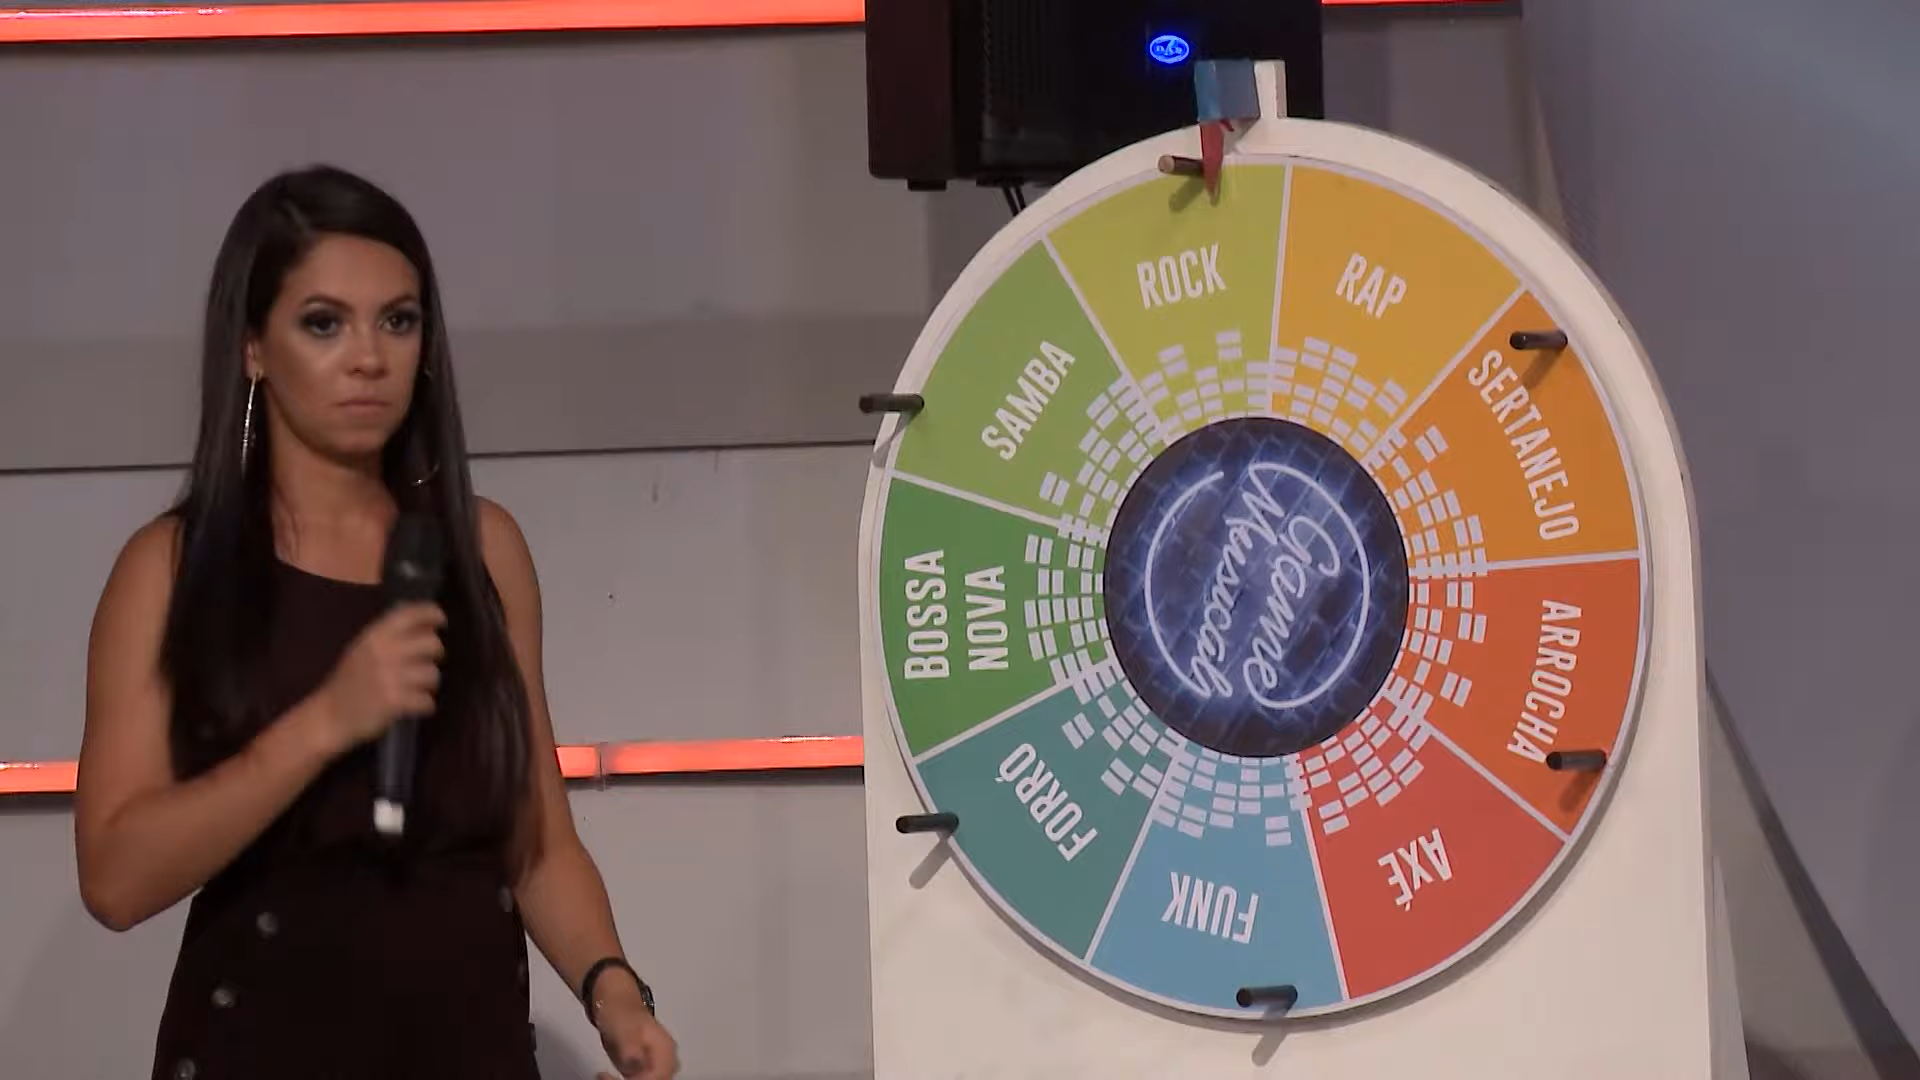 ROCK
RAP
SERTANEJO
ARROCHA
AXÉ
FUNK
FORRÓ
BOSSA
NOVA
SAMBA
Game
Musical